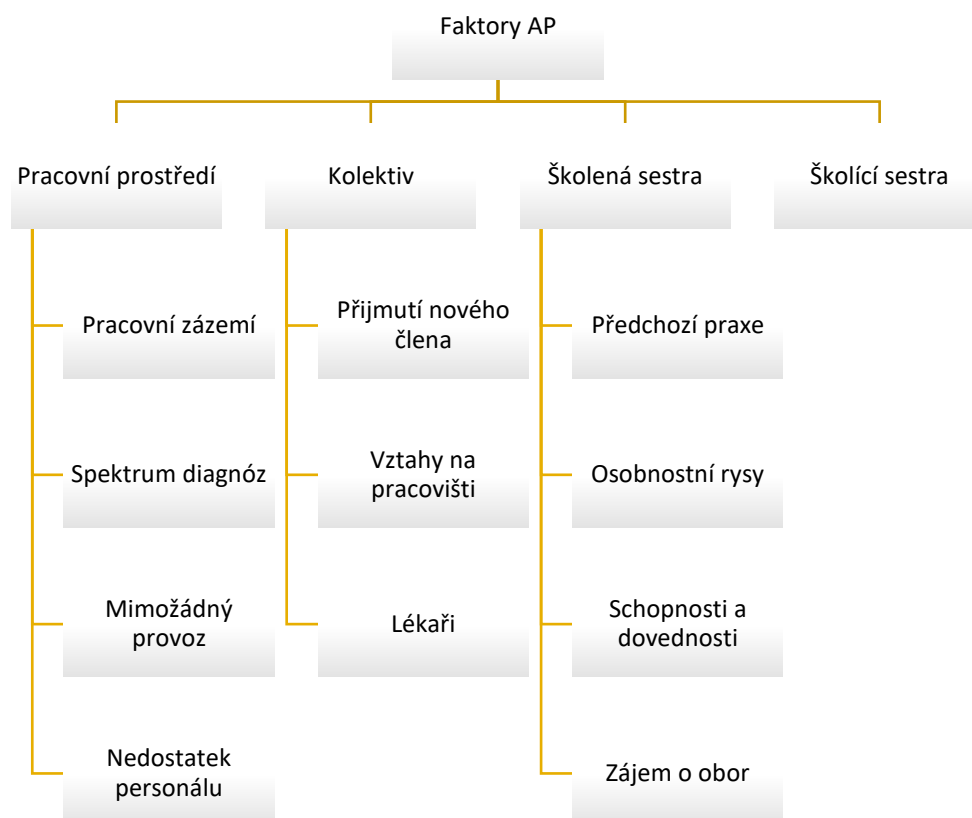 Faktory AP
Pracovní prostředí
Kolektiv
Školená sestra
Školící sestra
Pracovní zázemí
Přijmutí nového
člena
Předchozí praxe
Spektrum diagnóz
Vztahy na
pracovišti
Osobnostní rysy
Mimožádný
provoz
Lékaři
Schopnosti a
dovednosti
Nedostatek
personálu
Zájem o obor